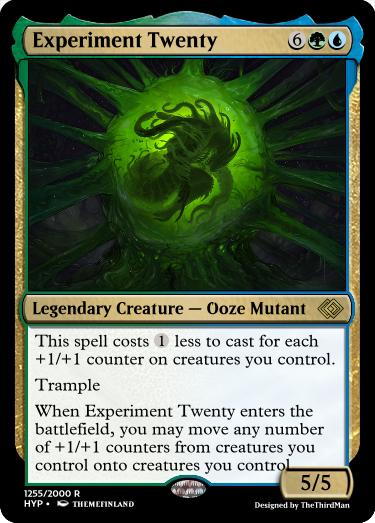 Experiment Twenty 6
Legendary Creature — Ooze Mutant
This spell costs 1 less to cast for each
+1/+1 counter on creatures you control.
Trample
When Experiment Twenty enters the
battlefield, you may move any number
of +1/+1 counters from creatures you
control onto creatures you control
5/5
1255/2000 R
HYP • THEMEFINLAND
Designed by TheThirdMan